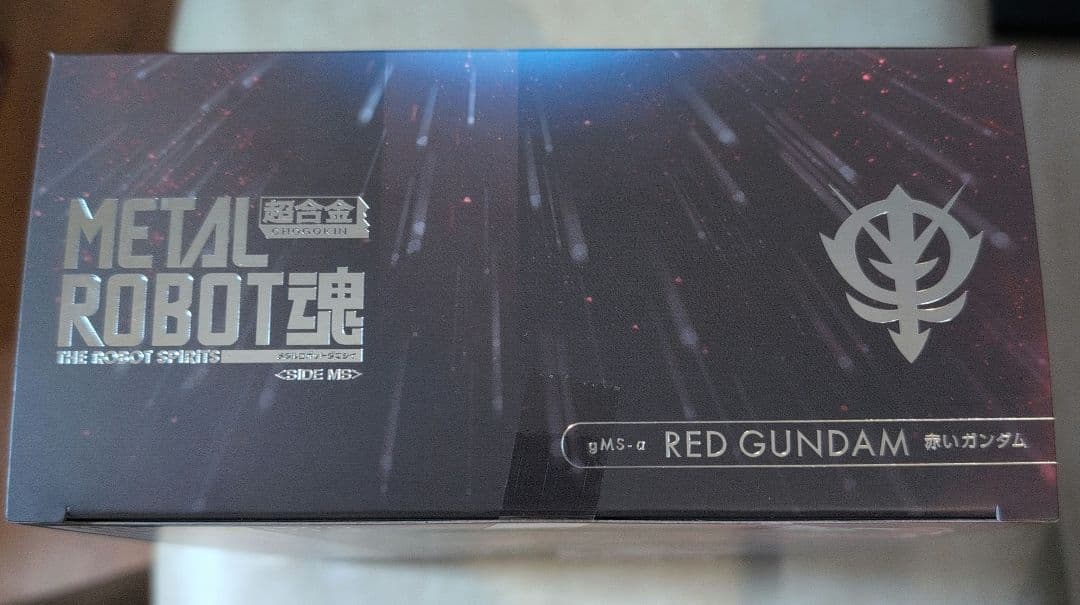 METAL
超合金
CHOGOKIN
ROBOT魂
THE ROBOT SPIRITS
メタルロボットダマシイ
<SIDE MS>
gMS-α RED GUNDAM 赤いガンダム